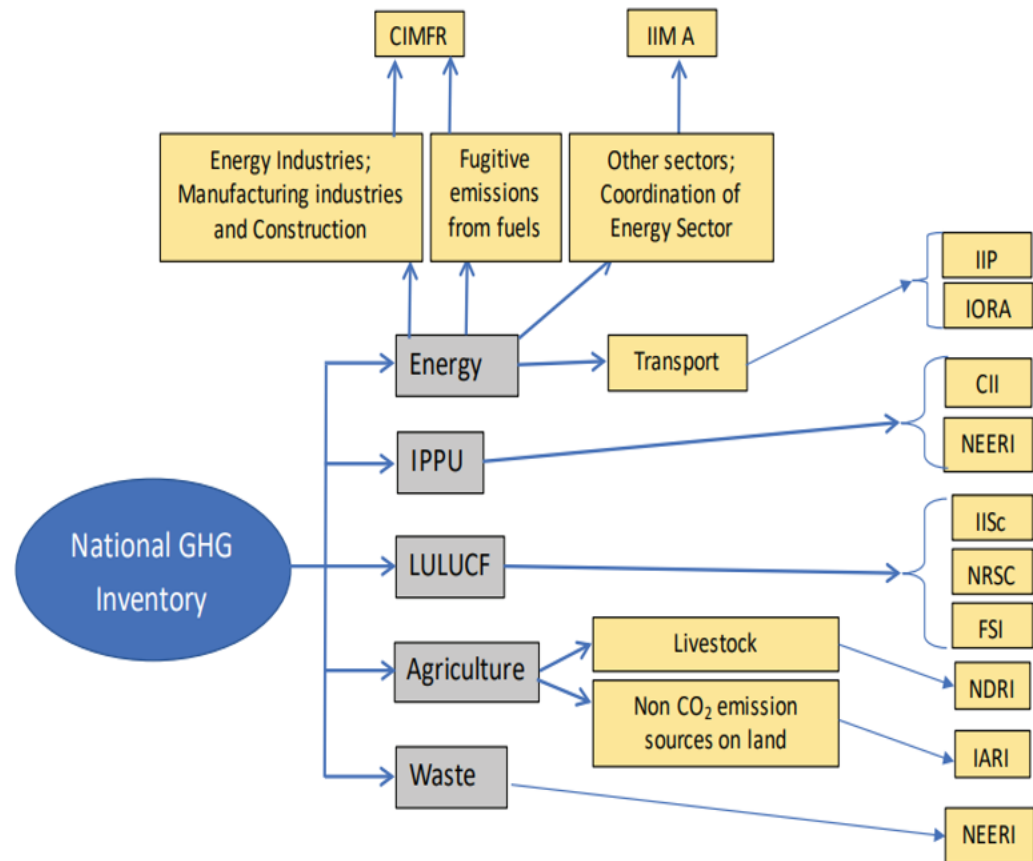 CIMFR
IIM A
Energy Industries;
Manufacturing industries
and Construction
Fugitive
emissions
from fuels
Other sectors;
Coordination of
Energy Sector
IIP
IORA
Energy
Transport
CII
IPPU
NEERI
National GHG
Inventory
IISc
LULUCF
NRSC
FSI
Agriculture
Livestock
NDRI
Non CO₂ emission
sources on land
IARI
Waste
NEERI